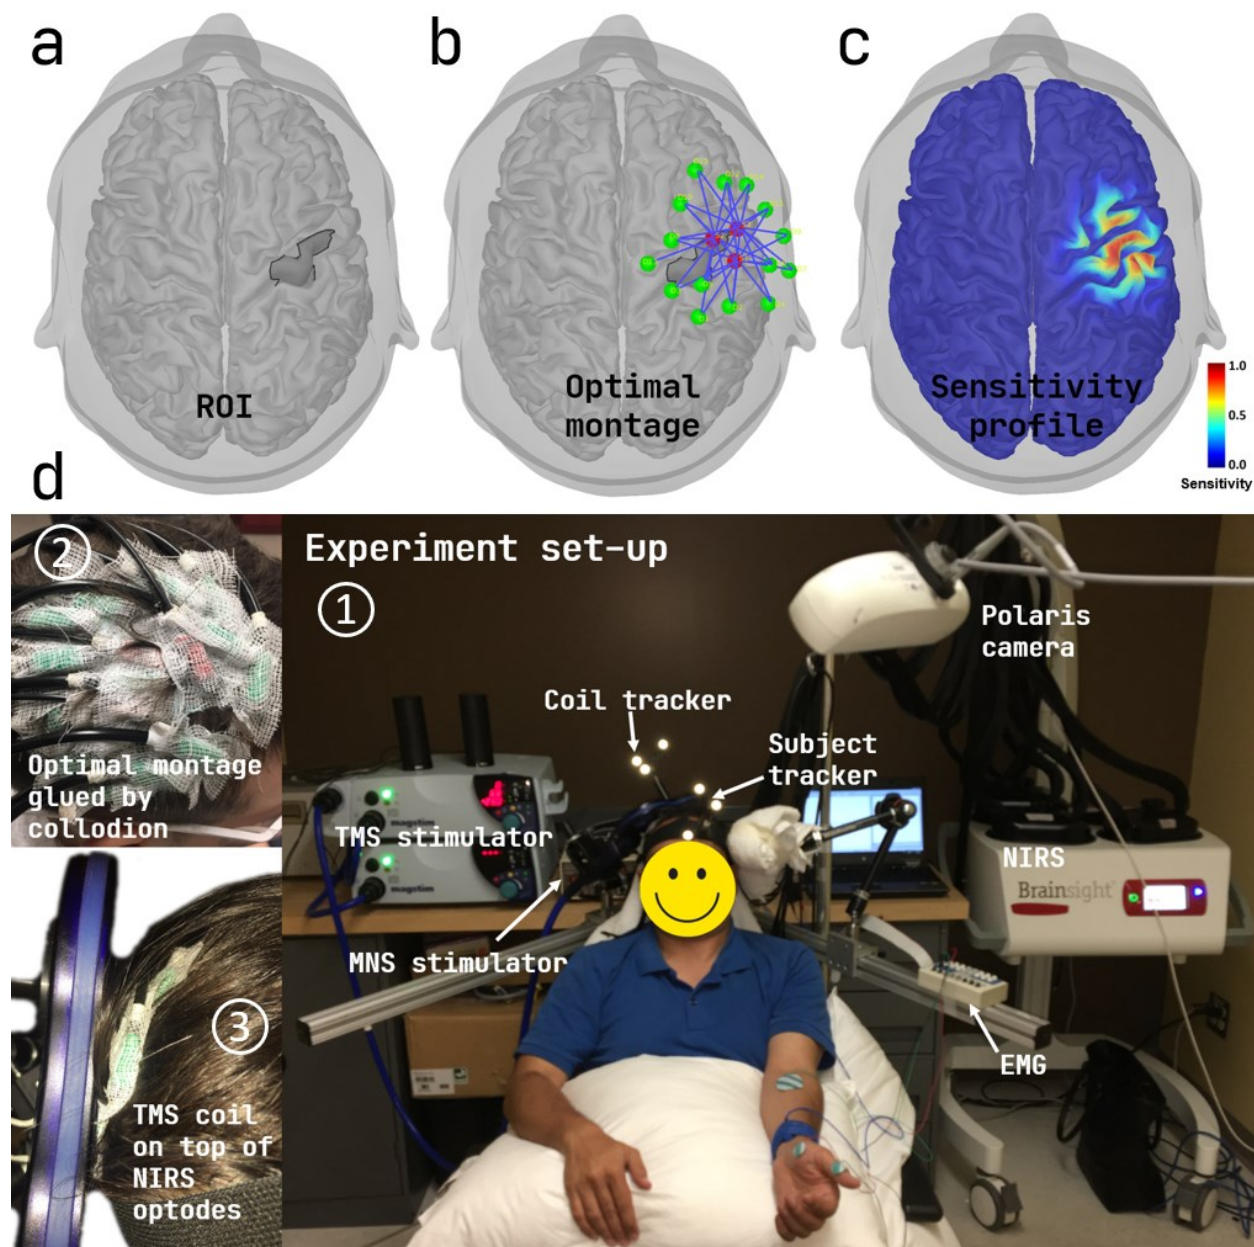 a
b
c
ROI
Optimal
montage
Sensitivity
profile
1.0
0.5
0.0
Sensitivity
d
2
Optimal montage
glued by
collodion
3
TMS coil
on top of
NIRS
optodes
Experiment set-up
1
Polaris
camera
Coil tracker
Subject
tracker
TMS stimulator
magstim
magstim
MNS stimulator
NIRS
Brainsight
EMG